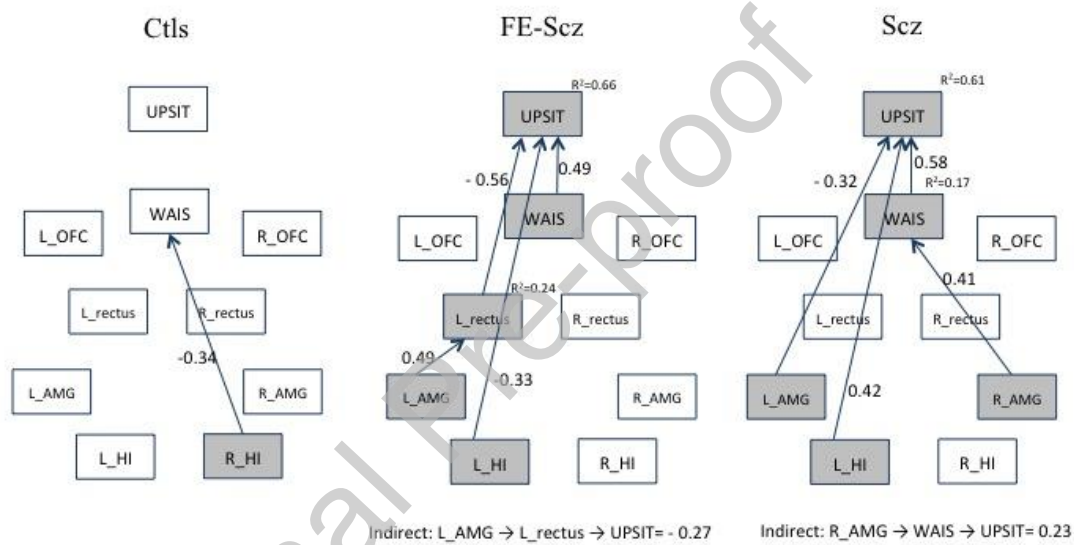 Ctls
UPSIT
WAIS
L_OFC
R_OFC
L_rectus
R_rectus
-0.34
L_AMG
R_AMG
L_HI
R_HI
FE-Scz
R²=0.66
UPSIT
- 0.56
0.49
WAIS
L_OFC
R_OFC
R²=0.24
L_rectus
R_rectus
0.49
-0.33
L_AMG
R_AMG
L_HI
R_HI
Indirect: L_AMG → L_rectus → UPSIT= - 0.27
Scz
R²=0.61
UPSIT
- 0.32
0.58
R²=0.17
WAIS
L_OFC
R_OFC
0.41
L_rectus
R_rectus
L_AMG
0.42
R_AMG
L_HI
R_HI
Indirect: R_AMG → WAIS → UPSIT= 0.23
al Pre-proof